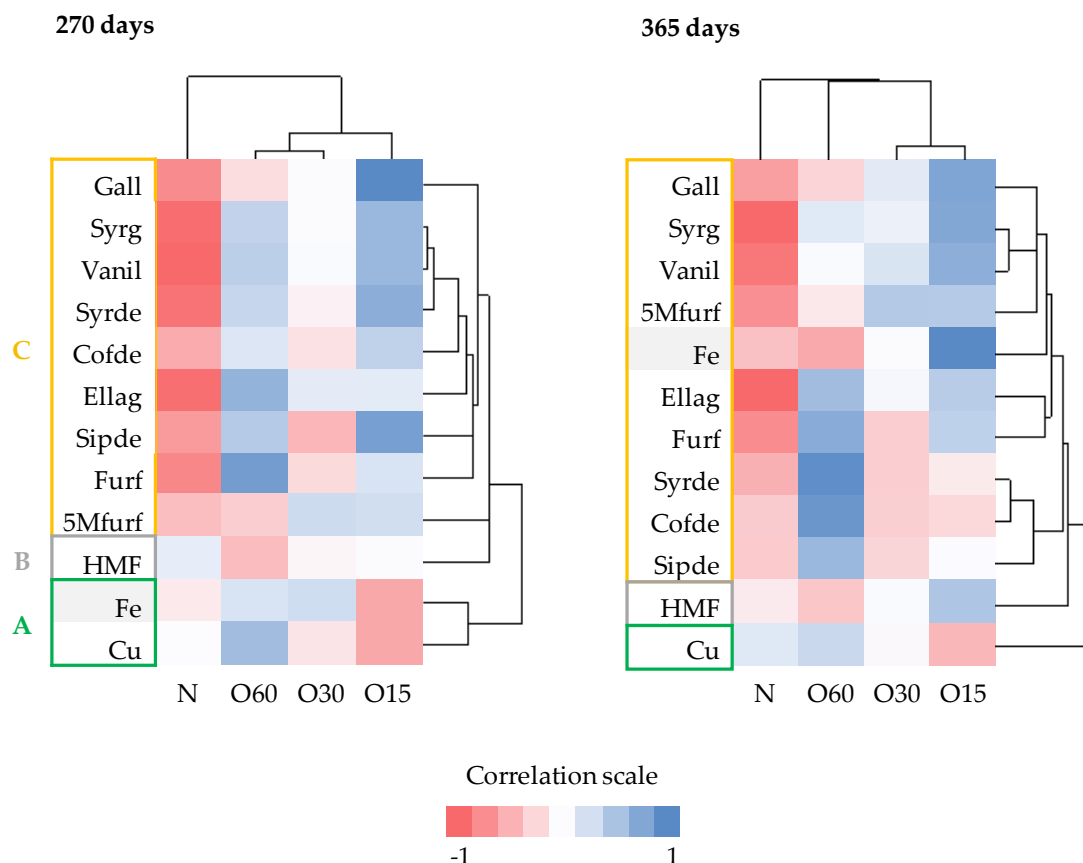 270 days
365 days
Gall
Syrg
Vanil
Syrde
Cofde
Ellag
Sipde
Furf
5Mfurf
HMF
Fe
Cu
C
B
A
N O60 O30 O15
Gall
Syrg
Vanil
5Mfurf
Fe
Ellag
Furf
Syrde
Cofde
Sipde
HMF
Cu
N O60 O30 O15
Correlation scale
-1 1